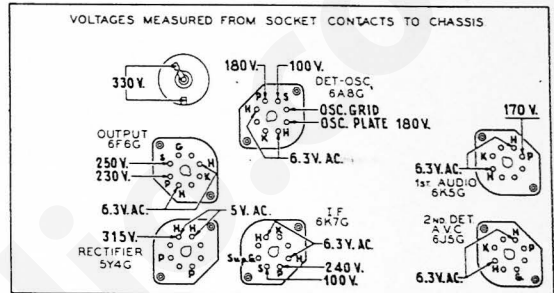 VOLTAGES MEASURED FROM SOCKET CONTACTS TO CHASSIS
330 V.
180 V.
100 V.
DET-OSC.
6A8G
P
S
H
OSC. GRID
OSC. PLATE 180 V.
K
H
6.3 V. AC.
OUTPUT
6F6G
G
S
H
250 V.
230 V.
K
P
H
6.3 V. AC.
170 V.
K
P
H
H
6.3 V. AC.
1ST. AUDIO
6K5G
5 V. AC.
315 V.
H
H
P
P
RECTIFIER
5Y4G
I.F
6K7G
H
K
6.3 V. AC.
Sup.G
H
S
P
240 V.
100 V.
2ND. DET.
A.V.C
6J5G
H
K
P
H
G
6.3 V. AC.